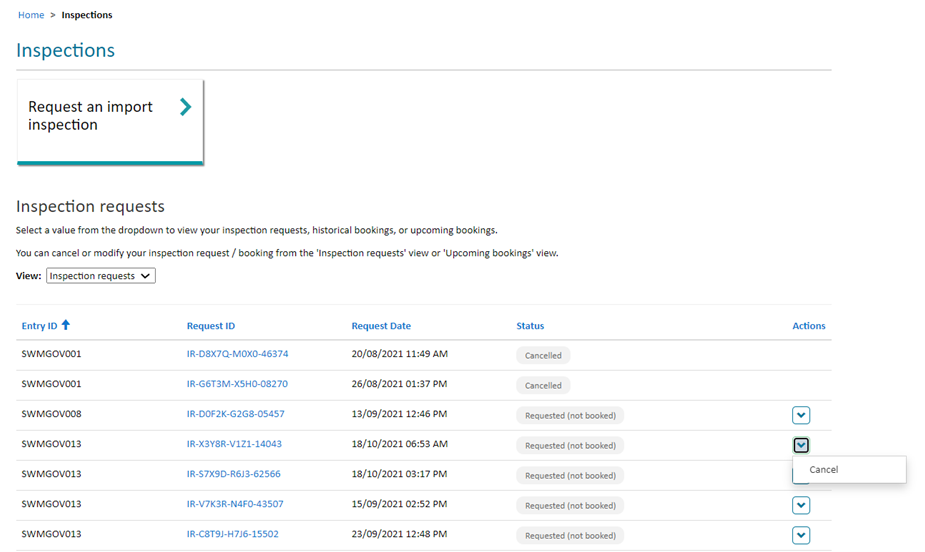 Home > Inspections
Inspections
Request an import
inspection
Inspection requests
Select a value from the dropdown to view your inspection requests, historical bookings, or upcoming bookings.
You can cancel or modify your inspection request / booking from the 'Inspection requests' view or 'Upcoming bookings' view.
View: Inspection requests
Entry ID Request ID Request Date Status Actions
SWMGOV001 IR-D8X7Q-M0X0-46374 20/08/2021 11:49 AM Cancelled
SWMGOV001 IR-G6T3M-X5H0-08270 26/08/2021 01:37 PM Cancelled
SWMGOV008 IR-D0F2K-G2G8-05457 13/09/2021 12:46 PM Requested (not booked)
SWMGOV013 IR-X3Y8R-V1Z1-14043 18/10/2021 06:53 AM Requested (not booked)
Cancel
SWMGOV013 IR-S7X9D-R6J3-62566 18/10/2021 03:17 PM Requested (not booked)
SWMGOV013 IR-V7K3R-N4F0-43507 15/09/2021 02:52 PM Requested (not booked)
SWMGOV013 IR-C8T9J-H7J6-15502 23/09/2021 12:48 PM Requested (not booked)